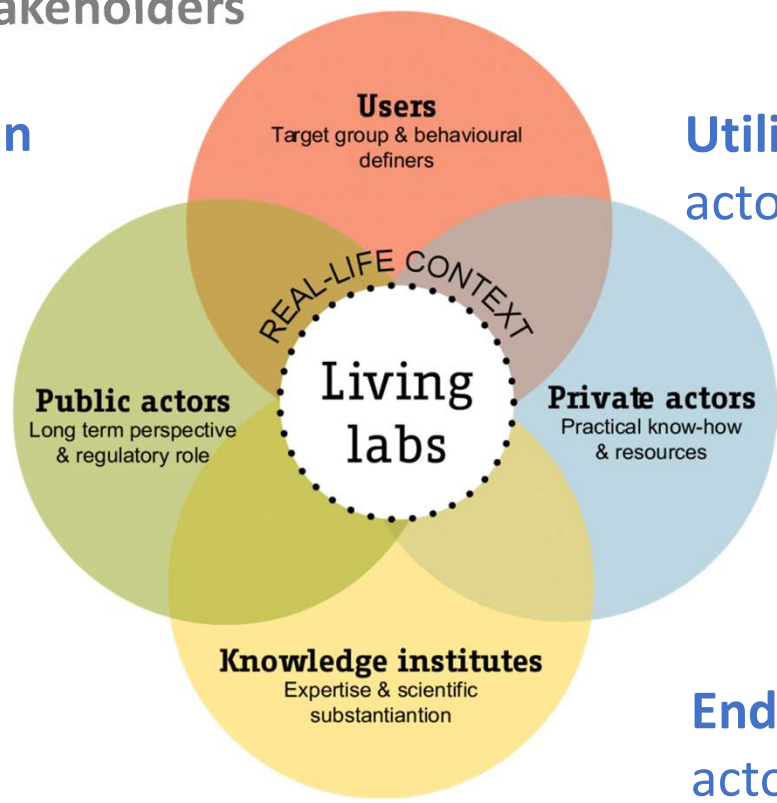 akeholders
n
Utili
acto
Users
Target group & behavioural
definers
REAL-LIFE CONTEXT
Living
labs
Public actors
Long term perspective
& regulatory role
Private actors
Practical know-how
& resources
Knowledge institutes
Expertise & scientific
substantiantion
End
acto